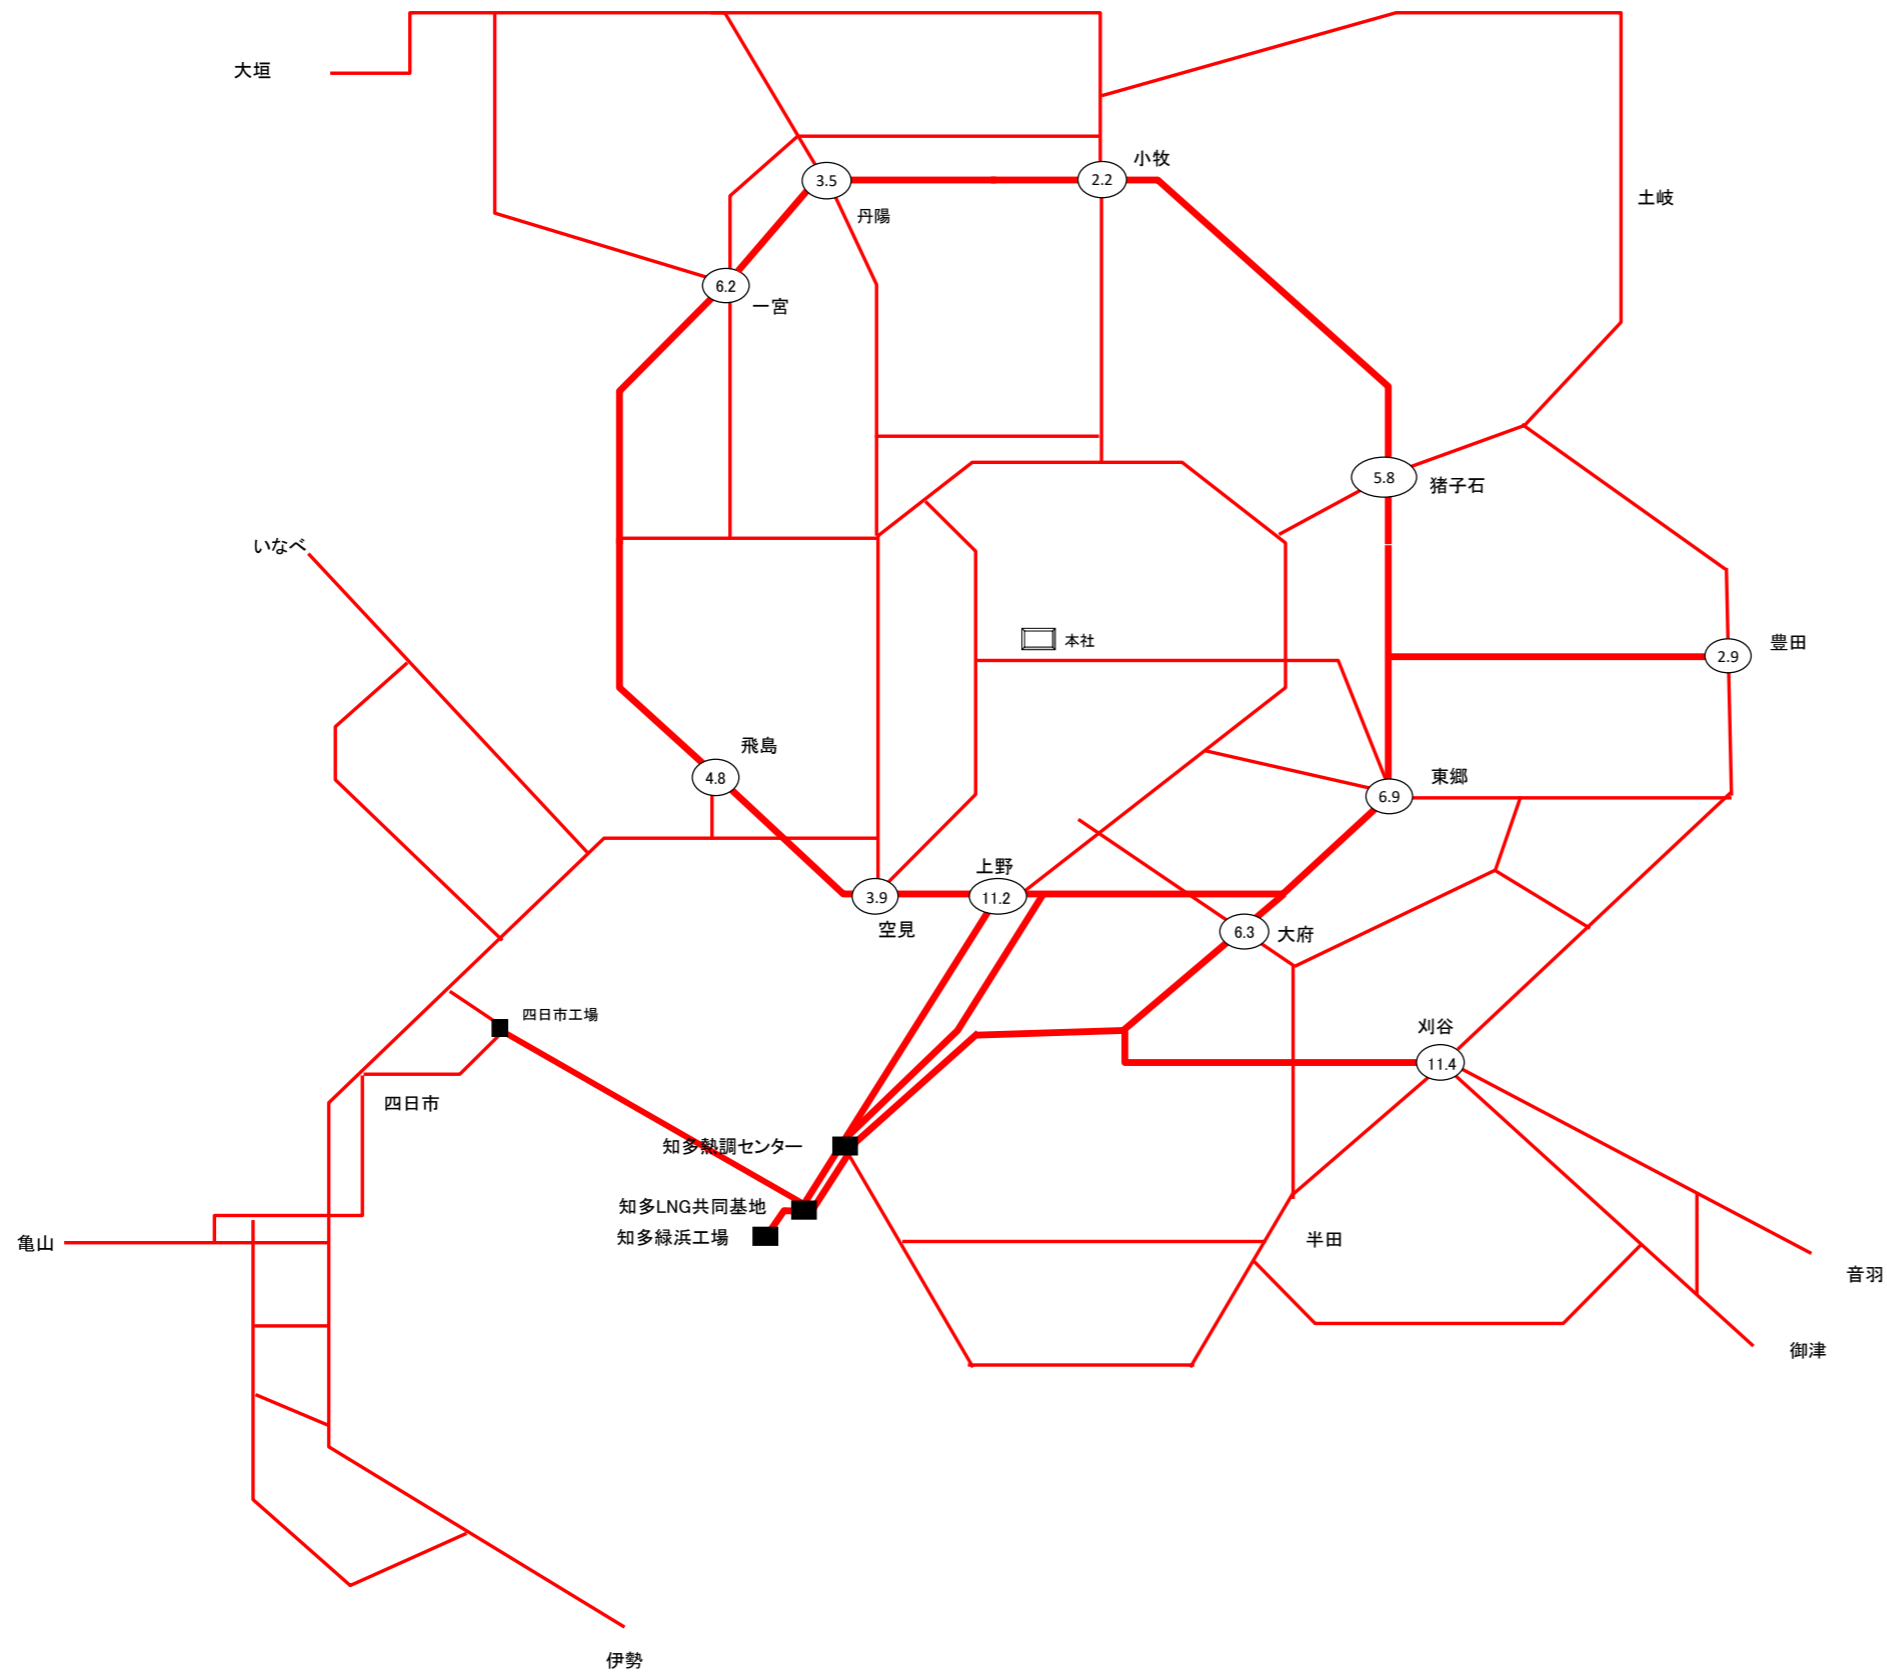 大垣
小牧
3.5
2.2
土岐
丹陽
6.2
一宮
5.8
猪子石
いなべ
本社
豊田
2.9
飛島
4.8
東郷
6.9
上野
3.9
11.2
空見
6.3
大府
四日市工場
刈谷
11.4
四日市
知多熱調センター
知多LNG共同基地
知多緑浜工場
亀山
半田
音羽
御津
伊勢